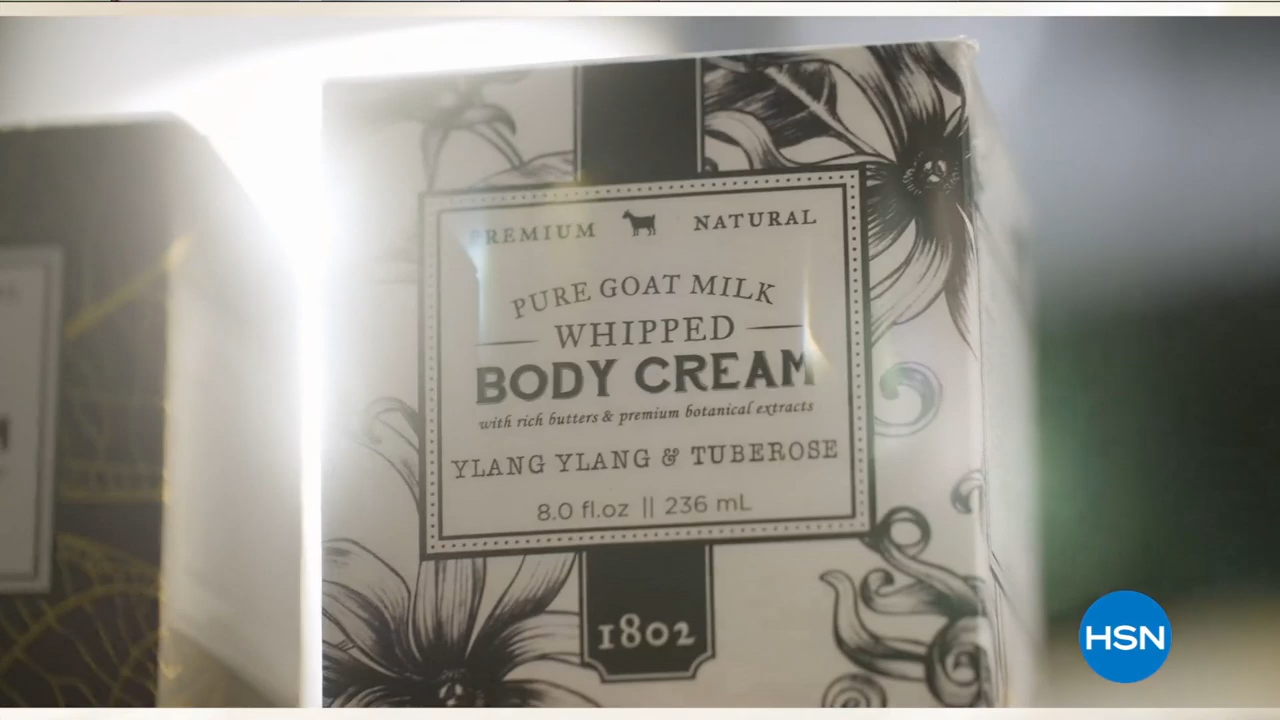 PREMIUM NATURAL
PURE GOAT MILK
WHIPPED
BODY CREAM
with rich butters & premium botanical extracts
YLANG YLANG & TUBEROSE
8.0 fl.oz || 236 mL
1802
HSN